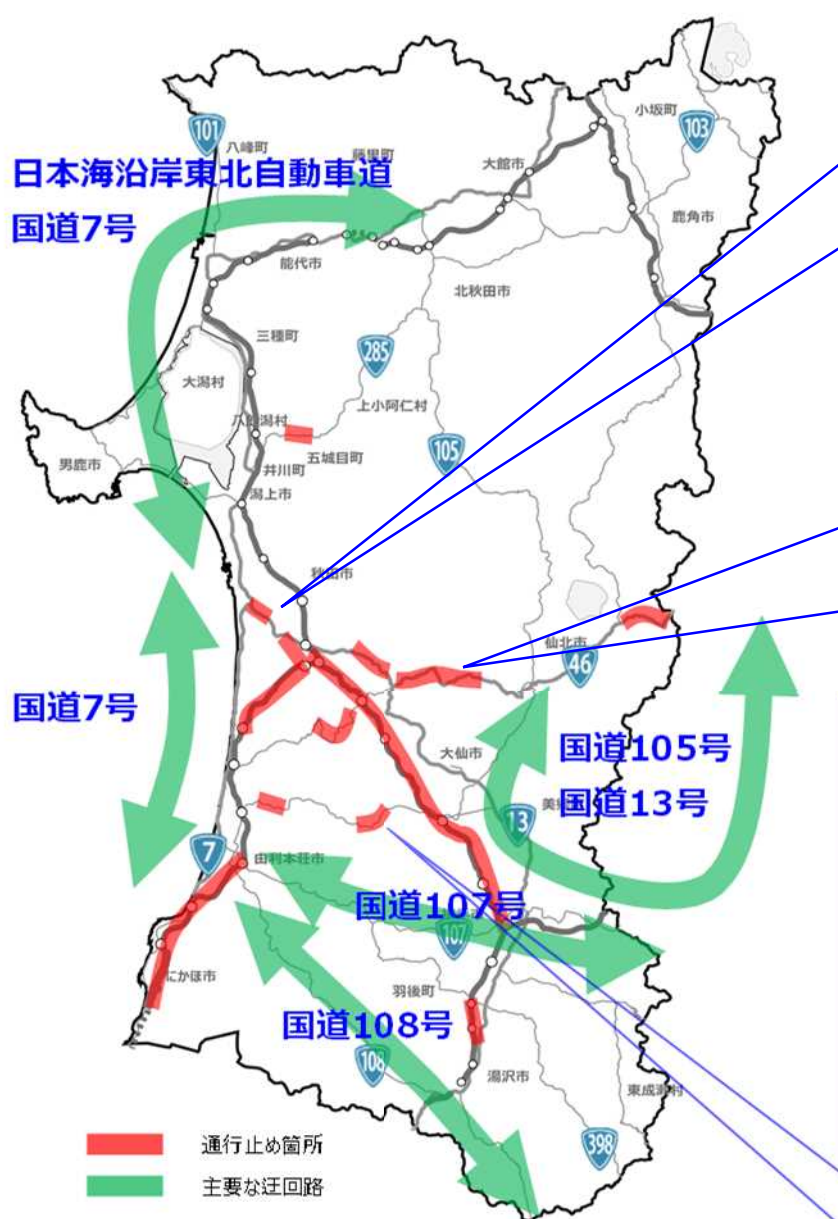 小坂町
101
103
八峰町
大館市
藤里町
日本海沿岸東北自動車道
国道7号
鹿角市
能代市
北秋田市
三種町
285
大潟村
上小阿仁村
八郎潟村
105
五城目町
男鹿市
井川町
潟上市
秋田市
仙北市
46
国道7号
国道105号
大仙市
国道13号
13
7
由利本荘市
国道107号
107
にかほ市
羽後町
国道108号
108
湯沢市
東成瀬村
398
通行止め箇所
主要な迂回路